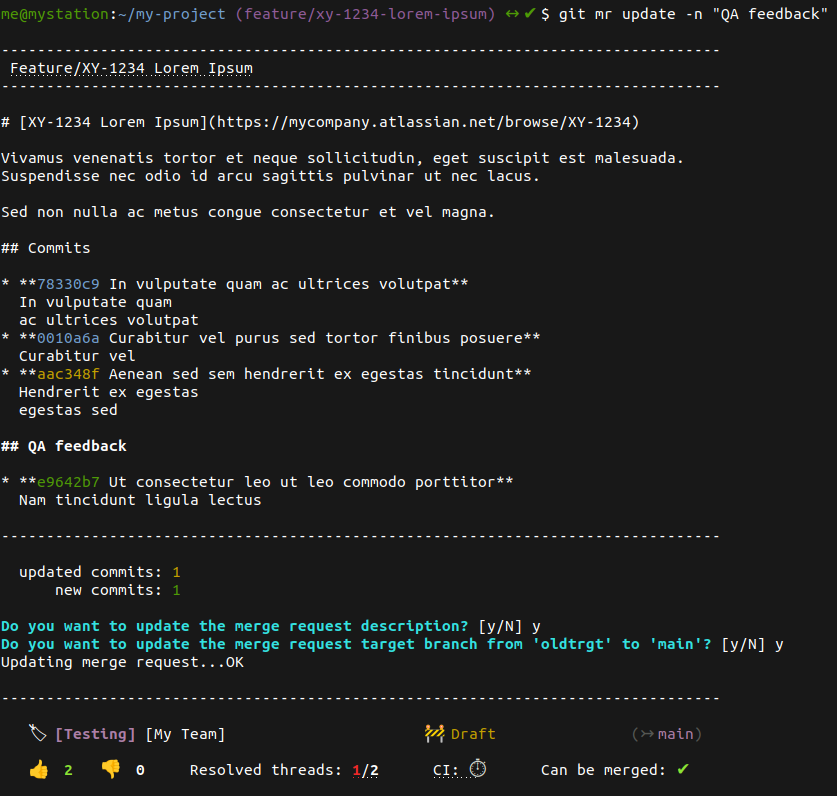 me@mystation:~/my-project (feature/xy-1234-lorem-ipsum) ↔ ✔ $ git mr update -n "QA feedback"
--------------------------------------------------------------------------------
Feature/XY-1234 Lorem Ipsum
--------------------------------------------------------------------------------
# [XY-1234 Lorem Ipsum](https://mycompany.atlassian.net/browse/XY-1234)
Vivamus venenatis tortor et neque sollicitudin, eget suscipit est malesuada.
Suspendisse nec odio id arcu sagittis pulvinar ut nec lacus.
Sed non nulla ac metus congue consectetur et vel magna.
## Commits
* **78330c9 In vulputate quam ac ultrices volutpat**
In vulputate quam
ac ultrices volutpat
* **0010a6a Curabitur vel purus sed tortor finibus posuere**
Curabitur vel
* **aac348f Aenean sed sem hendrerit ex egestas tincidunt**
Hendrerit ex egestas
egestas sed
## QA feedback
* **e9642b7 Ut consectetur leo ut leo commodo porttitor**
Nam tincidunt ligula lectus
--------------------------------------------------------------------------------
updated commits: 1
new commits: 1
Do you want to update the merge request description? [y/N] y
Do you want to update the merge request target branch from 'oldtrgt' to 'main'? [y/N] y
Updating merge request...OK
--------------------------------------------------------------------------------
🏷 [Testing] [My Team] 🚧 Draft (↣ main)
👍 2 👎 0 Resolved threads: 1/2 CI: ⏱ Can be merged: ✔